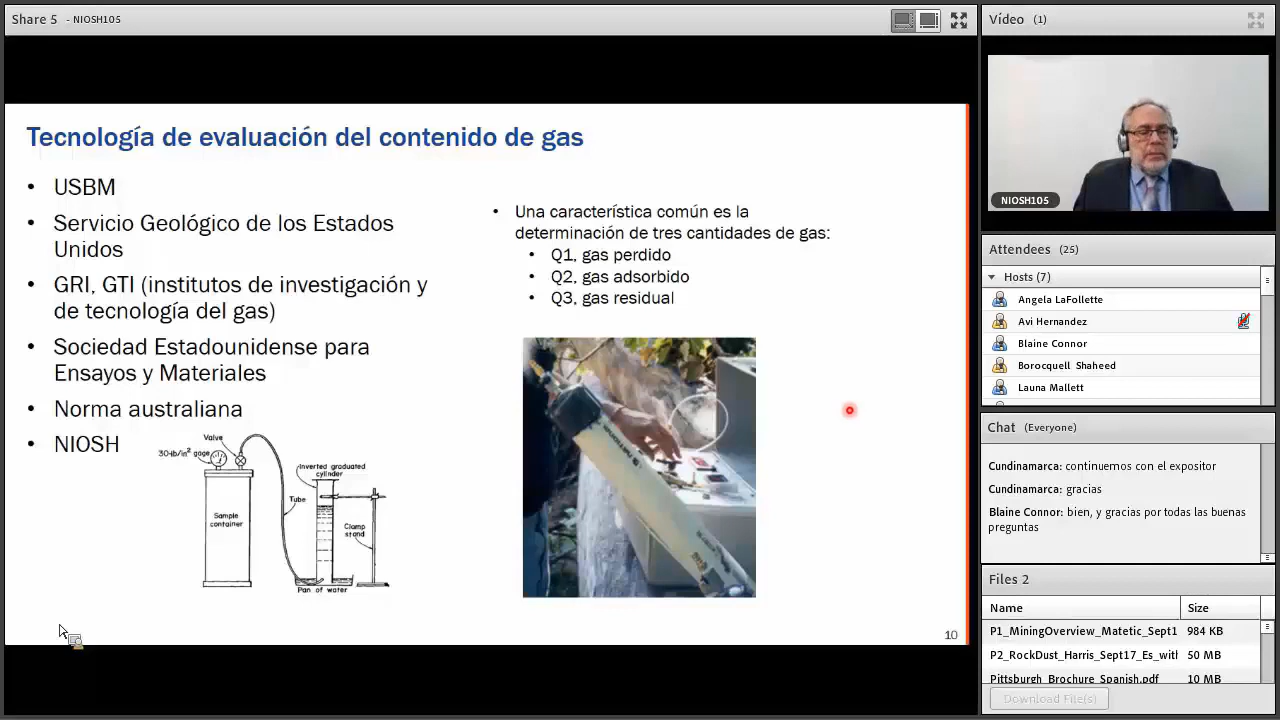 Share 5 - NIOSH105
Tecnología de evaluación del contenido de gas
• USBM
• Servicio Geológico de los Estados
Unidos
• GRI, GTI (institutos de investigación y
de tecnología del gas)
• Sociedad Estadounidense para
Ensayos y Materiales
• Norma australiana
• NIOSH
Valve
30-lb/in² gage
Inverted graduated
cylinder
Tube
Sample
container
Clamp
stand
Pan of water
• Una característica común es la
determinación de tres cantidades de gas:
• Q1, gas perdido
• Q2, gas adsorbido
• Q3, gas residual
10
Vídeo (1)
NIOSH105
Attendees (25)
Hosts (7)
Angela LaFollette
Avi Hernandez
Blaine Connor
Borocquell Shaheed
Launa Mallett
Chat (Everyone)
Cundinamarca: continuemos con el expositor
Cundinamarca: gracias
Blaine Connor: bien, y gracias por todas las buenas
preguntas
Files 2
Name Size
P1_MiningOverview_Matetic_Sept1 984 KB
P2_RockDust_Harris_Sept17_Es_with 50 MB
Pittsburgh_Brochure_Spanish.pdf 10 MB
Download File(s)